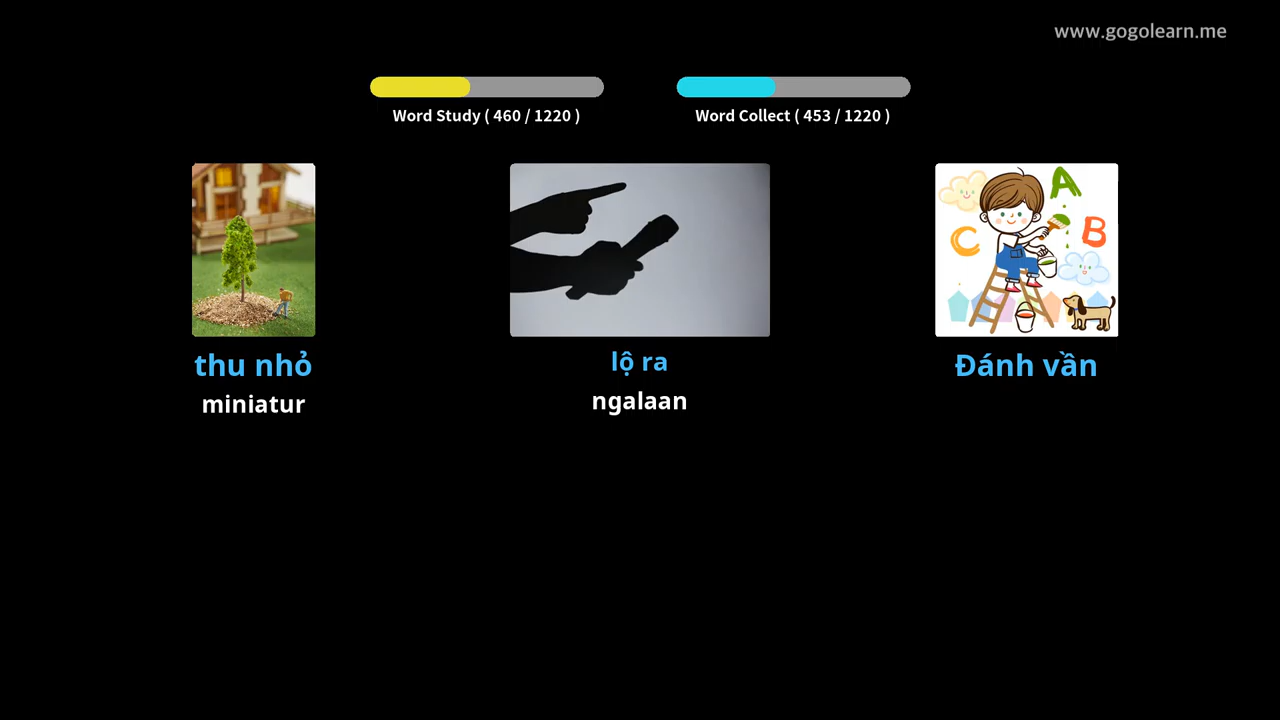 www.gogolearn.me
Word Study ( 460 / 1220 )
Word Collect ( 453 / 1220 )
A
B
C
thu nhỏ
miniatur
lộ ra
ngalaan
Đánh vần